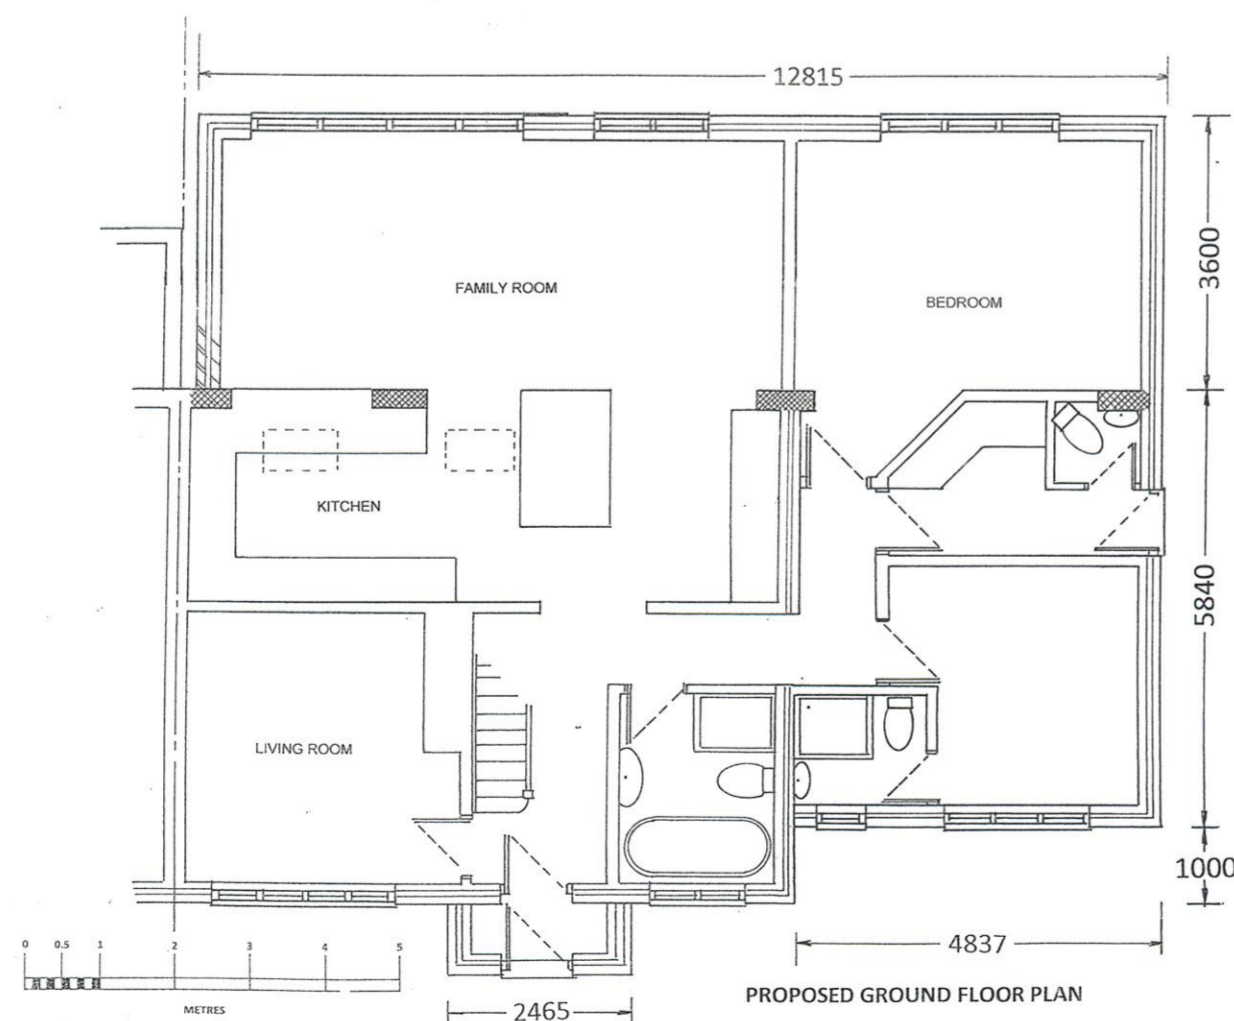 12815
3600
FAMILY ROOM
BEDROOM
KITCHEN
5840
LIVING ROOM
1000
0 0.5 1 2 3 4 5
4837
METRES
PROPOSED GROUND FLOOR PLAN
2465